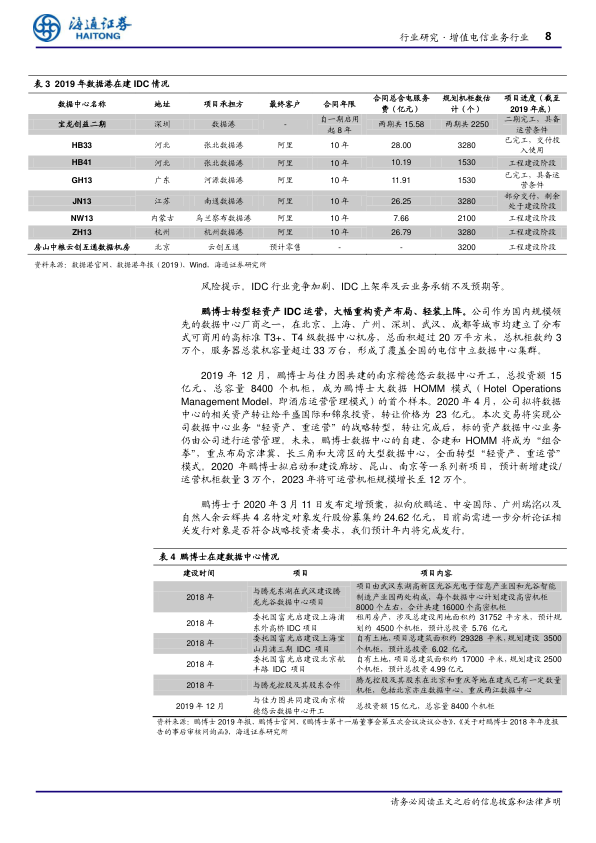 海通证券
HAITONG
行业研究·增值电信业务行业 8
表 3 2019 年数据港在建 IDC 情况
数据中心名称 地址 项目承担方 最终客户 合同年限 合同总含电服务费（亿元） 规划机柜数估计（个） 项目进度（截至 2019 年底）
宝龙创益二期 深圳 数据港 - 自一期启用起 8 年 两期共 15.58 两期共 2250 二期完工，具备运营条件
HB33 河北 张北数据港 阿里 10 年 28.00 3280 已完工，交付投入使用
HB41 河北 张北数据港 阿里 10 年 10.19 1530 工程建设阶段
GH13 广东 河源数据港 阿里 10 年 11.91 1530 已完工、具备运营条件
JN13 江苏 南通数据港 阿里 10 年 26.25 3280 部分交付，剩余处于建设阶段
NW13 内蒙古 乌兰察布数据港 阿里 10 年 7.66 2100 工程建设阶段
ZH13 杭州 杭州数据港 阿里 10 年 26.79 3280 工程建设阶段
房山中粮云创互通数据机房 北京 云创互通 预计零售 - - 3200 工程建设阶段
资料来源：数据港官网，数据港年报（2019），Wind，海通证券研究所
风险提示。IDC 行业竞争加剧、IDC 上架率及云业务承销不及预期等。
鹏博士转型轻资产 IDC 运营，大幅重构资产布局、轻装上阵。公司作为国内规模领
先的数据中心厂商之一，在北京、上海、广州、深圳、武汉、成都等城市均建立了分布
式可商用的高标准 T3+、T4 级数据中心机房，总面积超过 20 万平方米，总机柜数约 3
万个，服务器总装机容量超过 33 万台，形成了覆盖全国的电信中立数据中心集群。
2019 年 12 月，鹏博士与佳力图共建的南京楷德悠云数据中心开工，总投资额 15
亿元、总容量 8400 个机柜，成为鹏博士大数据 HOMM 模式（Hotel Operations
Management Model，即酒店运营管理模式）的首个样本。2020 年 4 月，公司拟将数据
中心的相关资产转让给平盛国际和锦泉投资，转让价格为 23 亿元。本次交易将实现公
司数据中心业务“轻资产、重运营”的战略转型，转让完成后，标的资产数据中心业务
仍由公司进行运营管理。未来，鹏博士数据中心的自建、合建和 HOMM 将成为“组合
拳”，重点布局京津冀、长三角和大湾区的大型数据中心，全面转型“轻资产、重运营”
模式。2020 年鹏博士拟启动和建设廊坊、昆山、南京等一系列新项目，预计新增建设/
运营机柜数量 3 万个，2023 年将可运营机柜规模增长至 12 万个。
鹏博士于 2020 年 3 月 11 日发布定增预案，拟向欣鹏运、中安国际、广州瑞洺以及
自然人余云辉共 4 名特定对象发行股份募集约 24.62 亿元，目前尚需进一步分析论证相
关发行对象是否符合战略投资者要求，我们预计年内将完成发行。
表 4 鹏博士在建数据中心情况
建设时间 项目 项目内容
2018 年 与腾龙东湖在武汉建设腾龙光谷数据中心项目 项目由武汉东湖高新区光谷光电子信息产业园和光谷智能制造产业园两处构成，每个数据中心计划建设高密机柜 8000 个左右，合计共建 16000 个高密机柜
2018 年 委托国富光启建设上海浦东外高桥 IDC 项目 租用房产，涉及总建设用地面积约 31752 平方米，预计规划约 4500 个机柜，预计总投资 5.76 亿元
2018 年 委托国富光启建设上海宝山月浦三期 IDC 项目 自有土地，项目总建筑面积约 29328 平米，规划建设 3500 个机柜，预计总投资 6.02 亿元
2018 年 委托国富光启建设北京航丰路 IDC 项目 自有土地，项目总建筑面积约 17000 平米，规划建设 2500 个机柜，预计总投资 4.99 亿元
2018 年 与腾龙控股及其股东合作 腾龙控股及其股东在北京和重庆等地在建或已有一定数量机柜，包括北京亦庄数据中心、重庆两江数据中心
2019 年 12 月 与佳力图共同建设南京楷德悠云数据中心开工 总投资额 15 亿元，总容量 8400 个机柜
资料来源：鹏博士 2019 年报，鹏博士官网，《鹏博士第十一届董事会第五次会议决议公告》，《关于对鹏博士 2018 年年度报
告的事后审核问询函》，海通证券研究所
请务必阅读正文之后的信息披露和法律声明